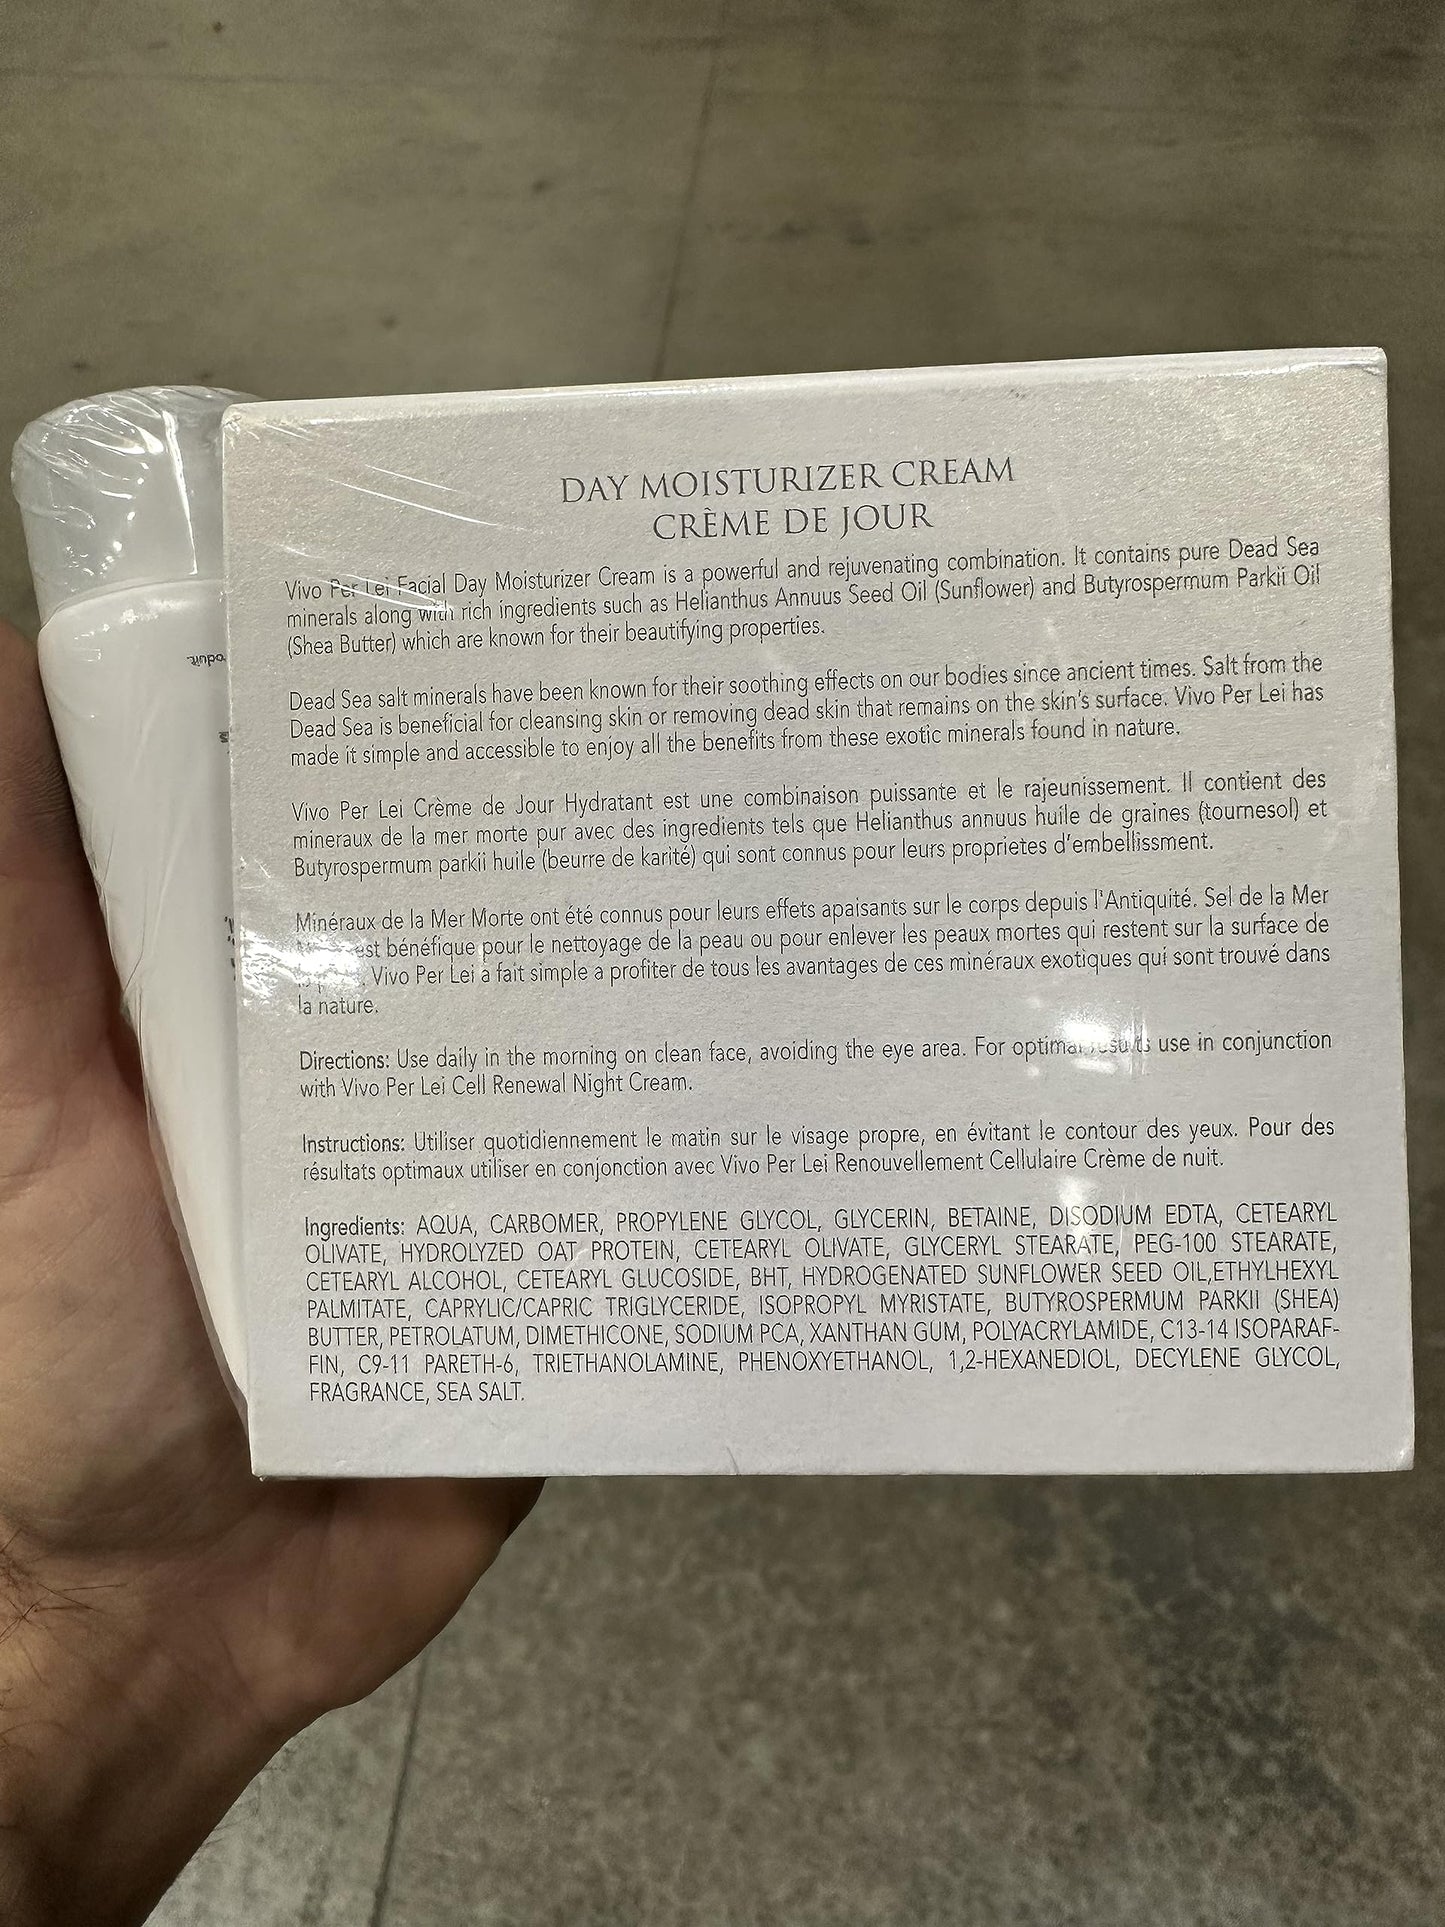 DAY MOISTURIZER CREAM
CRÈME DE JOUR
Vivo Per Lei Facial Day Moisturizer Cream is a powerful and rejuvenating combination. It contains pure Dead Sea
minerals along with rich ingredients such as Helianthus Annuus Seed Oil (Sunflower) and Butyrospermum Parkii Oil
(Shea Butter) which are known for their beautifying properties.
Dead Sea salt minerals have been known for their soothing effects on our bodies since ancient times. Salt from the
Dead Sea is beneficial for cleansing skin or removing dead skin that remains on the skin's surface. Vivo Per Lei has
made it simple and accessible to enjoy all the benefits from these exotic minerals found in nature.
Vivo Per Lei Crème de Jour Hydratant est une combinaison puissante et le rajeunissement. Il contient des
mineraux de la mer morte pur avec des ingredients tels que Helianthus annuus huile de graines (tournesol) et
Butyrospermum parkii huile (beurre de karité) qui sont connus pour leurs proprietes d'embellissment.
Minéraux de la Mer Morte ont été connus pour leurs effets apaisants sur le corps depuis l'Antiquité. Sel de la Mer
est bénéfique pour le nettoyage de la peau ou pour enlever les peaux mortes qui restent sur la surface de
Vivo Per Lei a fait simple a profiter de tous les avantages de ces minéraux exotiques qui sont trouvé dans
la nature.
Directions: Use daily in the morning on clean face, avoiding the eye area. For optimal results use in conjunction
with Vivo Per Lei Cell Renewal Night Cream.
Instructions: Utiliser quotidiennement le matin sur le visage propre, en évitant le contour des yeux. Pour des
résultats optimaux utiliser en conjonction avec Vivo Per Lei Renouvellement Cellulaire Crème de nuit.
Ingredients: AQUA, CARBOMER, PROPYLENE GLYCOL, GLYCERIN, BETAINE, DISODIUM EDTA, CETEARYL
OLIVATE, HYDROLYZED OAT PROTEIN, CETEARYL OLIVATE, GLYCERYL STEARATE, PEG-100 STEARATE,
CETEARYL ALCOHOL, CETEARYL GLUCOSIDE, BHT, HYDROGENATED SUNFLOWER SEED OIL,ETHYLHEXYL
PALMITATE, CAPRYLIC/CAPRIC TRIGLYCERIDE, ISOPROPYL MYRISTATE, BUTYROSPERMUM PARKII (SHEA)
BUTTER, PETROLATUM, DIMETHICONE, SODIUM PCA, XANTHAN GUM, POLYACRYLAMIDE, C13-14 ISOPARAF-
FIN, C9-11 PARETH-6, TRIETHANOLAMINE, PHENOXYETHANOL, 1,2-HEXANEDIOL, DECYLENE GLYCOL,
FRAGRANCE, SEA SALT.